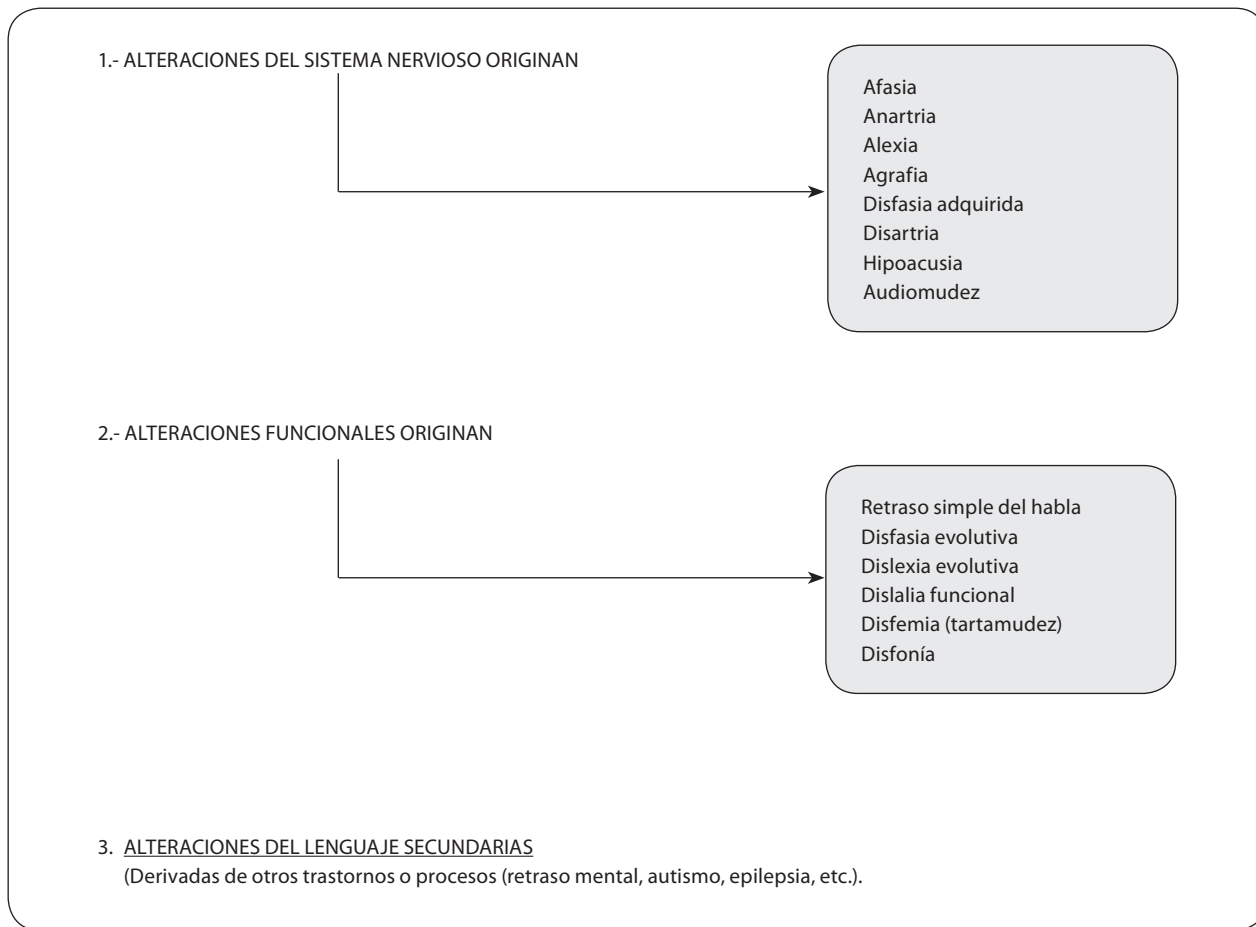 1.- ALTERACIONES DEL SISTEMA NERVIOSO ORIGINAN
Afasia
Anartria
Alexia
Agrafia
Disfasia adquirida
Disartria
Hipoacusia
Audiomudez
2.- ALTERACIONES FUNCIONALES ORIGINAN
Retraso simple del habla
Disfasia evolutiva
Dislexia evolutiva
Dislalia funcional
Disfemia (tartamudez)
Disfonía
3. ALTERACIONES DEL LENGUAJE SECUNDARIAS
(Derivadas de otros trastornos o procesos (retraso mental, autismo, epilepsia, etc.).